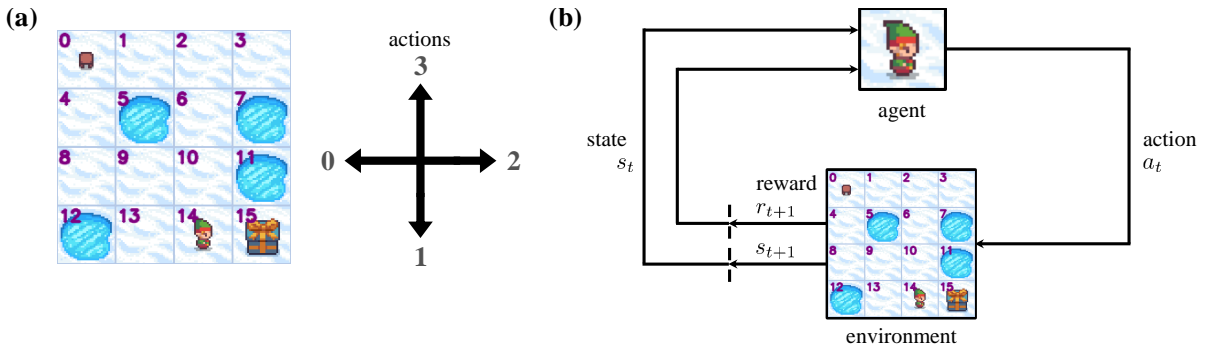 (a)
0 1 2 3
4 5 6 7
8 9 10 11
12 13 14 15
actions
3
0 2
1
(b)
agent
state
s_t
action
a_t
reward
r_{t+1}
s_{t+1}
0 1 2 3
4 5 6 7
8 9 10 11
12 13 14 15
environment